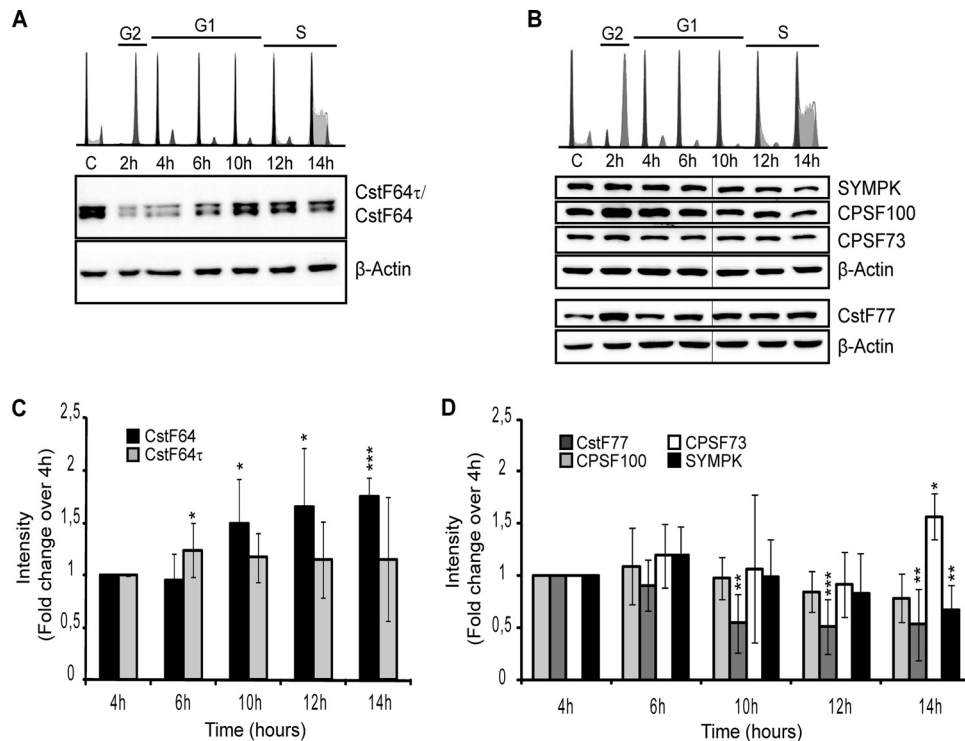 A
G2 G1 S
C 2h 4h 6h 10h 12h 14h
CstF64τ/
CstF64
β-Actin
B
G2 G1 S
C 2h 4h 6h 10h 12h 14h
SYMPK
CPSF100
CPSF73
β-Actin
CstF77
β-Actin
C
Intensity
(Fold change over 4h)
2,5
2
1,5
1
0,5
0
CstF64
CstF64τ
* * * ***
4h 6h 10h 12h 14h
Time (hours)
D
Intensity
(Fold change over 4h)
2,5
2
1,5
1
0,5
0
CstF77 CPSF73
CPSF100 SYMPK
** *** ** * **
4h 6h 10h 12h 14h
Time (hours)